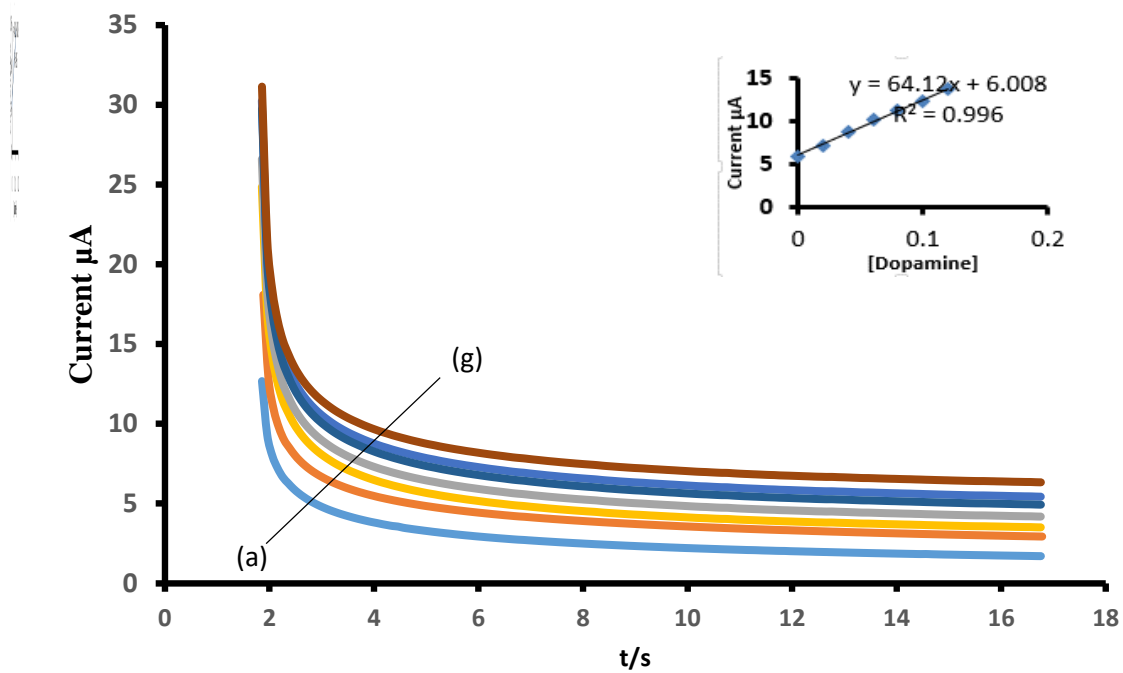 35
30
25
20
15
10
5
0
Current µA
0 2 4 6 8 10 12 14 16 18
t/s
(g)
(a)
15
10
5
0
Current µA
y = 64.12x + 6.008
R² = 0.996
0 0.1 0.2
[Dopamine]